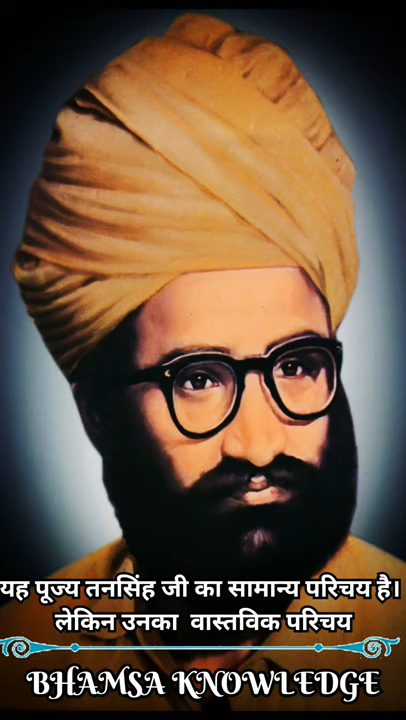 यह पूज्य तनसिंह जी का सामान्य परिचय है।
लेकिन उनका वास्तविक परिचय
BHAMSA KNOWLEDGE